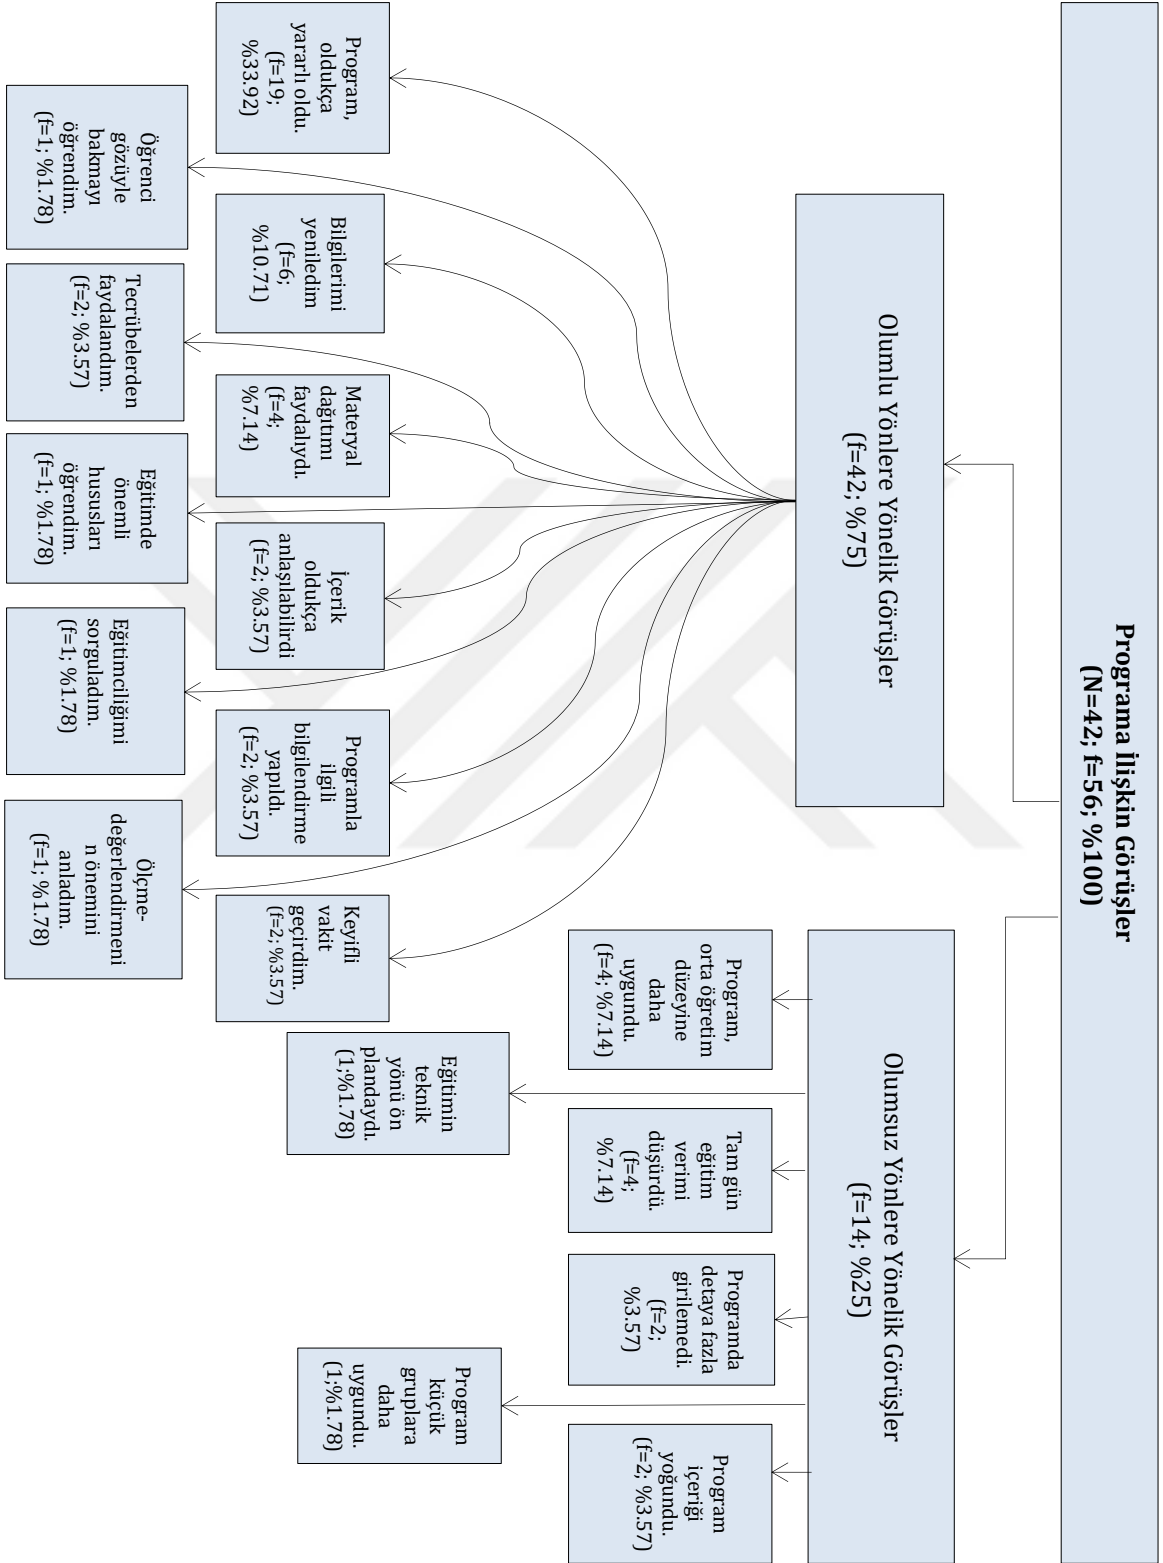 Programa İlişkin Görüşler
(N=42; f=56; %100)
Olumlu Yönlere Yönelik Görüşler
(f=42; %75)
Olumsuz Yönlere Yönelik Görüşler
(f=14; %25)
Program,
oldukça
yararlı oldu.
(f=19;
%33.92)
Bilgilerimi
yeniledim
(f=6;
%10.71)
Materyal
dağıtımı
faydalıydı.
(f=4;
%7.14)
İçerik
oldukça
anlaşılabilirdi
(f=2; %3.57)
Programla
ilgili
bilgilendirme
yapıldı.
(f=2; %3.57)
Keyifli
vakit
geçirdim.
(f=2; %3.57)
Öğrenci
gözüyle
bakmayı
öğrendim.
(f=1; %1.78)
Tecrübelerden
faydalandım.
(f=2; %3.57)
Eğitimde
önemli
hususları
öğrendim.
(f=1; %1.78)
Eğitimciliğimi
sorguladım.
(f=1; %1.78)
Ölçme-
değerlendirmeni
n önemini
anladım.
(f=1; %1.78)
Program,
orta öğretim
düzeyine
daha
uygundu.
(f=4; %7.14)
Tam gün
eğitim
verimi
düşürdü.
(f=4;
%7.14)
Programda
detaya fazla
girilemedi.
(f=2;
%3.57)
Program
içeriği
yoğundu.
(f=2; %3.57)
Eğitimin
teknik
yönü ön
plandaydı.
(1;%1.78)
Program
küçük
gruplara
daha
uygundu.
(1;%1.78)